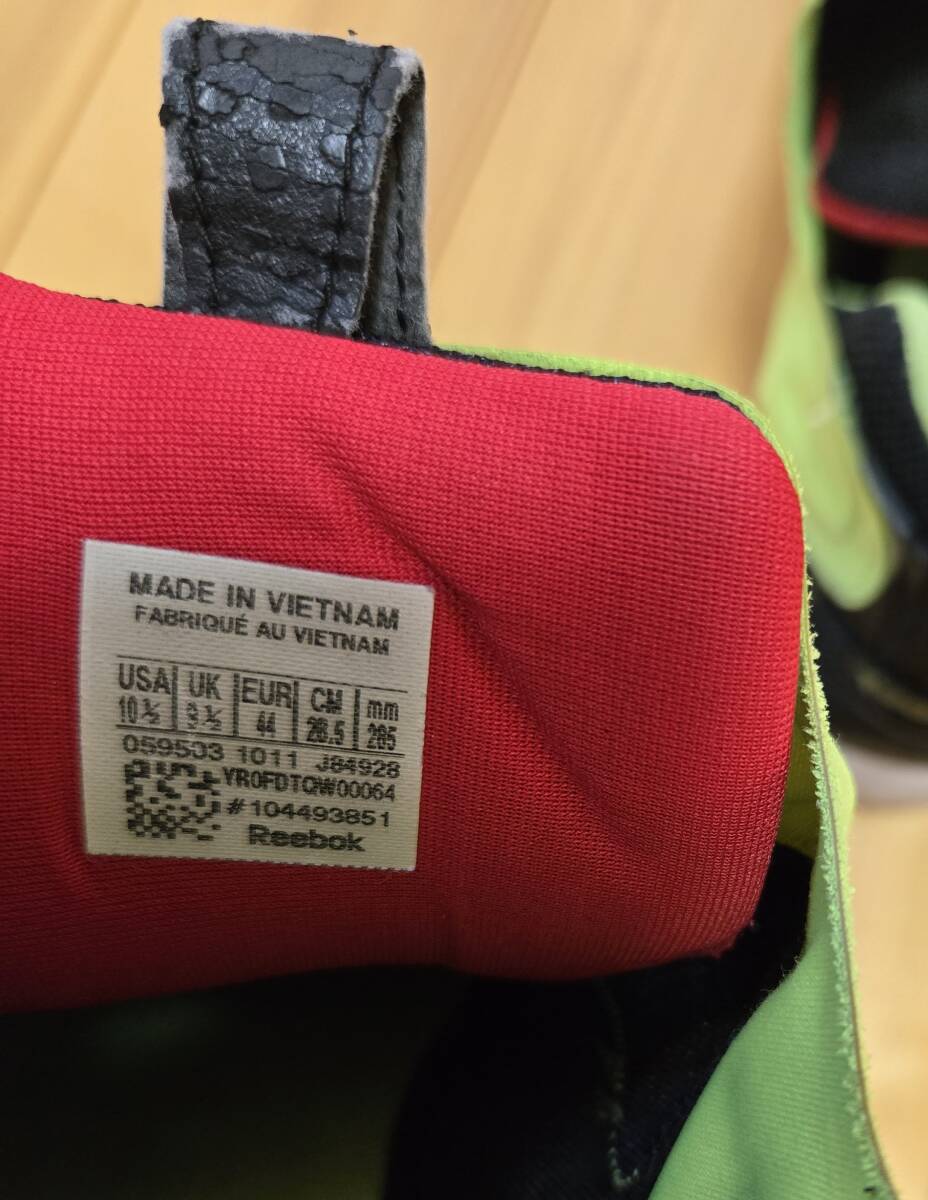 MADE IN VIETNAM
FABRIQUÉ AU VIETNAM
USA UK EUR CM mm
10½ 9½ 44 28.5 285
059503 1011 J84928
YR0FDTQW00064
#104493851
Reebok